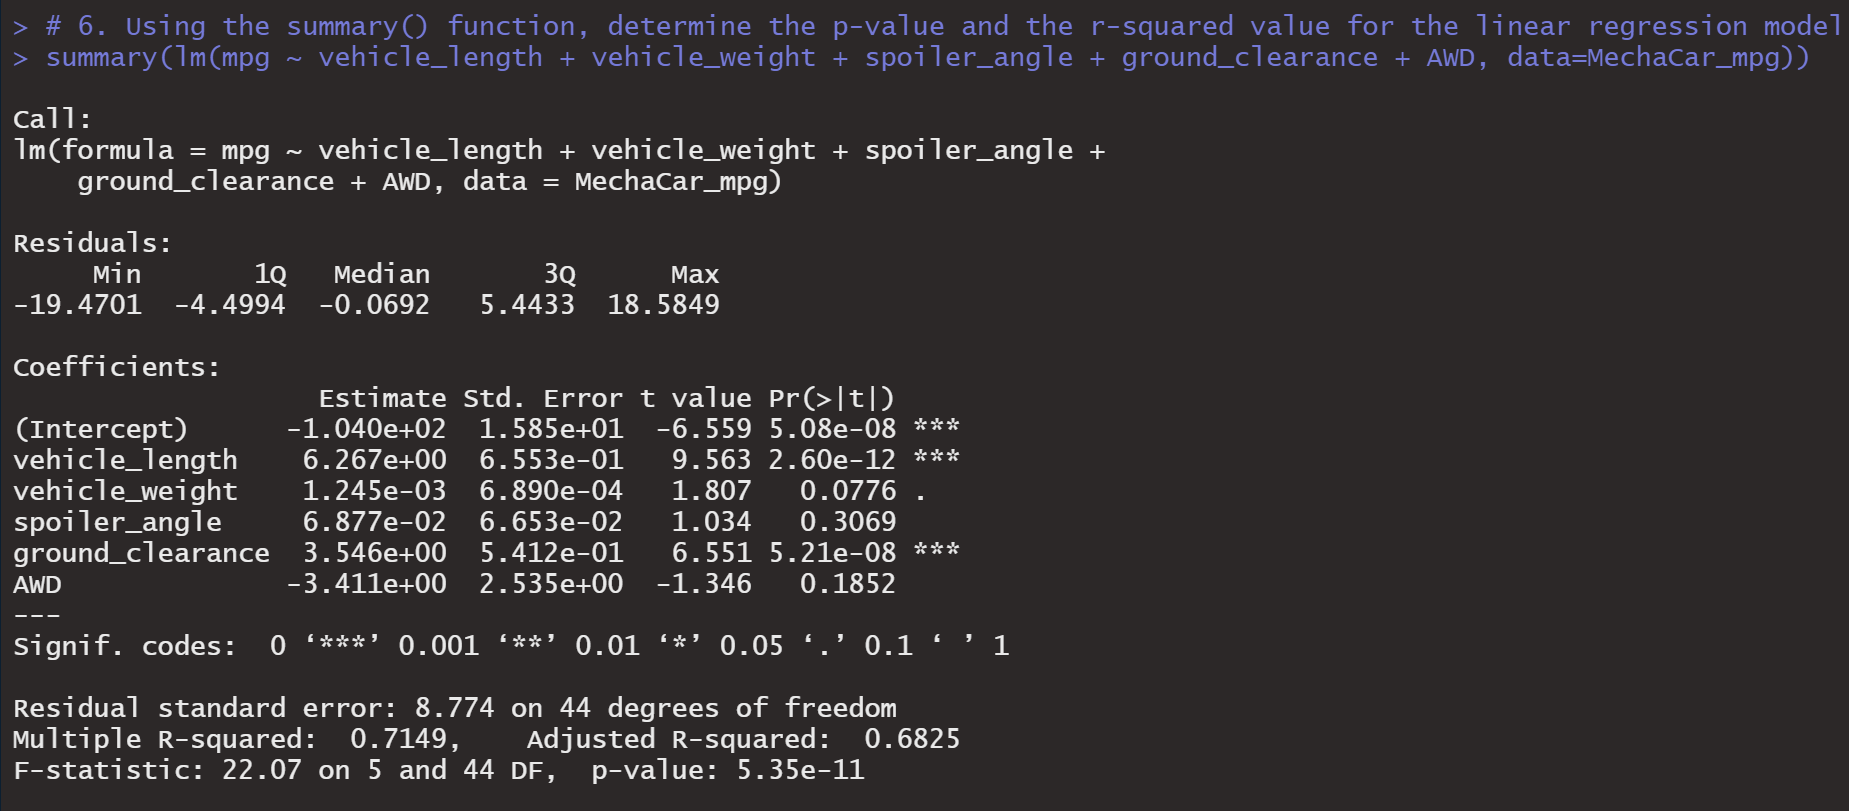 > # 6. Using the summary() function, determine the p-value and the r-squared value for the linear regression model
> summary(lm(mpg ~ vehicle_length + vehicle_weight + spoiler_angle + ground_clearance + AWD, data=MechaCar_mpg))

Call:
lm(formula = mpg ~ vehicle_length + vehicle_weight + spoiler_angle +
    ground_clearance + AWD, data = MechaCar_mpg)

Residuals:
     Min       1Q   Median       3Q      Max
-19.4701  -4.4994  -0.0692   5.4433  18.5849

Coefficients:
                   Estimate Std. Error t value Pr(>|t|)
(Intercept)      -1.040e+02  1.585e+01  -6.559 5.08e-08 ***
vehicle_length    6.267e+00  6.553e-01   9.563 2.60e-12 ***
vehicle_weight    1.245e-03  6.890e-04   1.807   0.0776 .
spoiler_angle     6.877e-02  6.653e-02   1.034   0.3069
ground_clearance  3.546e+00  5.412e-01   6.551 5.21e-08 ***
AWD              -3.411e+00  2.535e+00  -1.346   0.1852
---
Signif. codes:  0 ‘***’ 0.001 ‘**’ 0.01 ‘*’ 0.05 ‘.’ 0.1 ‘ ’ 1

Residual standard error: 8.774 on 44 degrees of freedom
Multiple R-squared:  0.7149,    Adjusted R-squared:  0.6825
F-statistic: 22.07 on 5 and 44 DF,  p-value: 5.35e-11